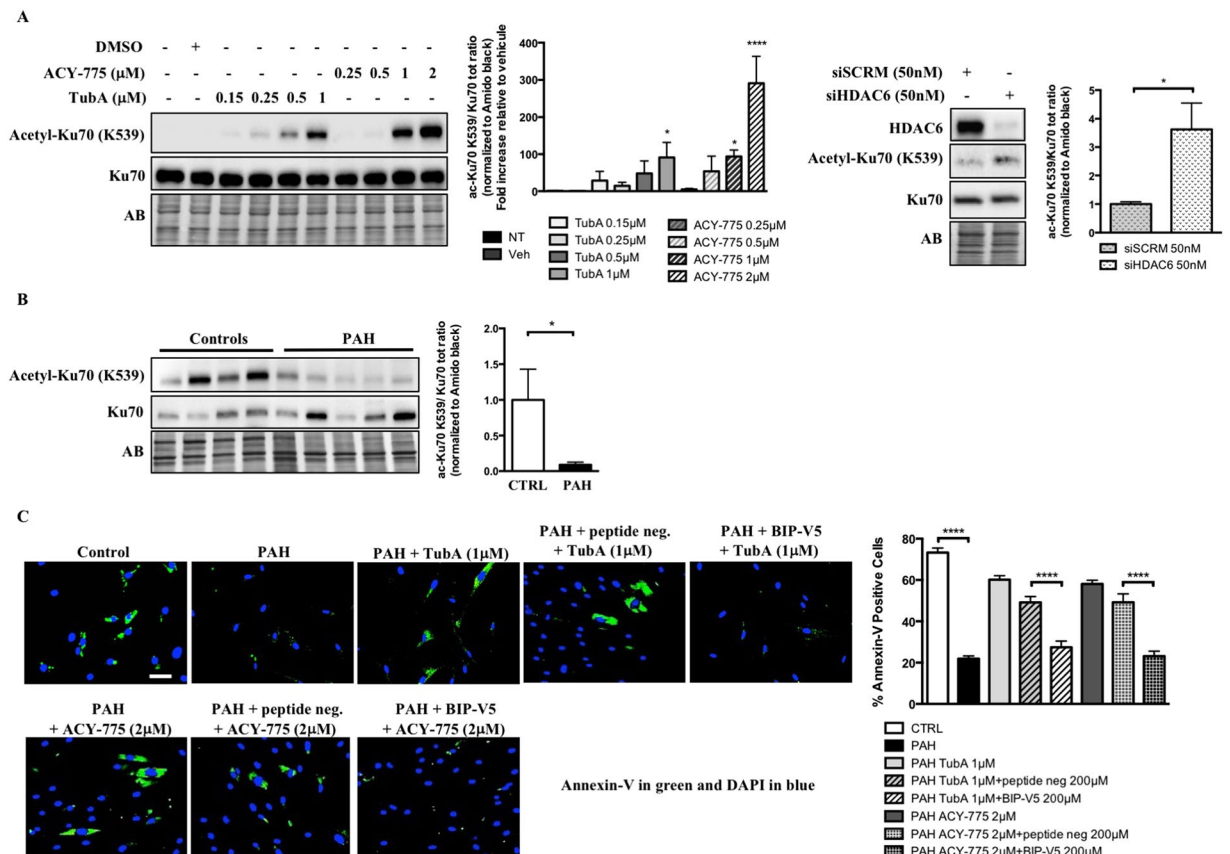 A
DMSO - + - - - - - - - -
ACY-775 (μM) - - - - - - 0.25 0.5 1 2
TubA (μM) - - 0.15 0.25 0.5 1 - - - -
Acetyl-Ku70 (K539)
Ku70
AB
ac-Ku70 K539/ Ku70 tot ratio
(normalized to Amido black)
Fold increase relative to vehicule
400
300
200
100
0
*
*
****
NT
Veh
TubA 0.15μM
TubA 0.25μM
TubA 0.5μM
TubA 1μM
ACY-775 0.25μM
ACY-775 0.5μM
ACY-775 1μM
ACY-775 2μM
siSCRM (50nM) + -
siHDAC6 (50nM) - +
HDAC6
Acetyl-Ku70 (K539)
Ku70
AB
ac-Ku70 K539/Ku70 tot ratio
(normalized to Amido black)
5
4
3
2
1
0
*
siSCRM 50nM
siHDAC6 50nM
B
Controls PAH
Acetyl-Ku70 (K539)
Ku70
AB
ac-Ku70 K539/ Ku70 tot ratio
(normalized to Amido black)
2.0
1.5
1.0
0.5
0.0
*
CTRL PAH
C
Control
PAH
PAH + TubA (1μM)
PAH + peptide neg.
+ TubA (1μM)
PAH + BIP-V5
+ TubA (1μM)
PAH
+ ACY-775 (2μM)
PAH + peptide neg.
+ ACY-775 (2μM)
PAH + BIP-V5
+ ACY-775 (2μM)
Annexin-V in green and DAPI in blue
% Annexin-V Positive Cells
80
60
40
20
0
****
****
****
CTRL
PAH
PAH TubA 1μM
PAH TubA 1μM+peptide neg 200μM
PAH TubA 1μM+BIP-V5 200μM
PAH ACY-775 2μM
PAH ACY-775 2μM+peptide neg 200μM
PAH ACY-775 2μM+BIP-V5 200μM